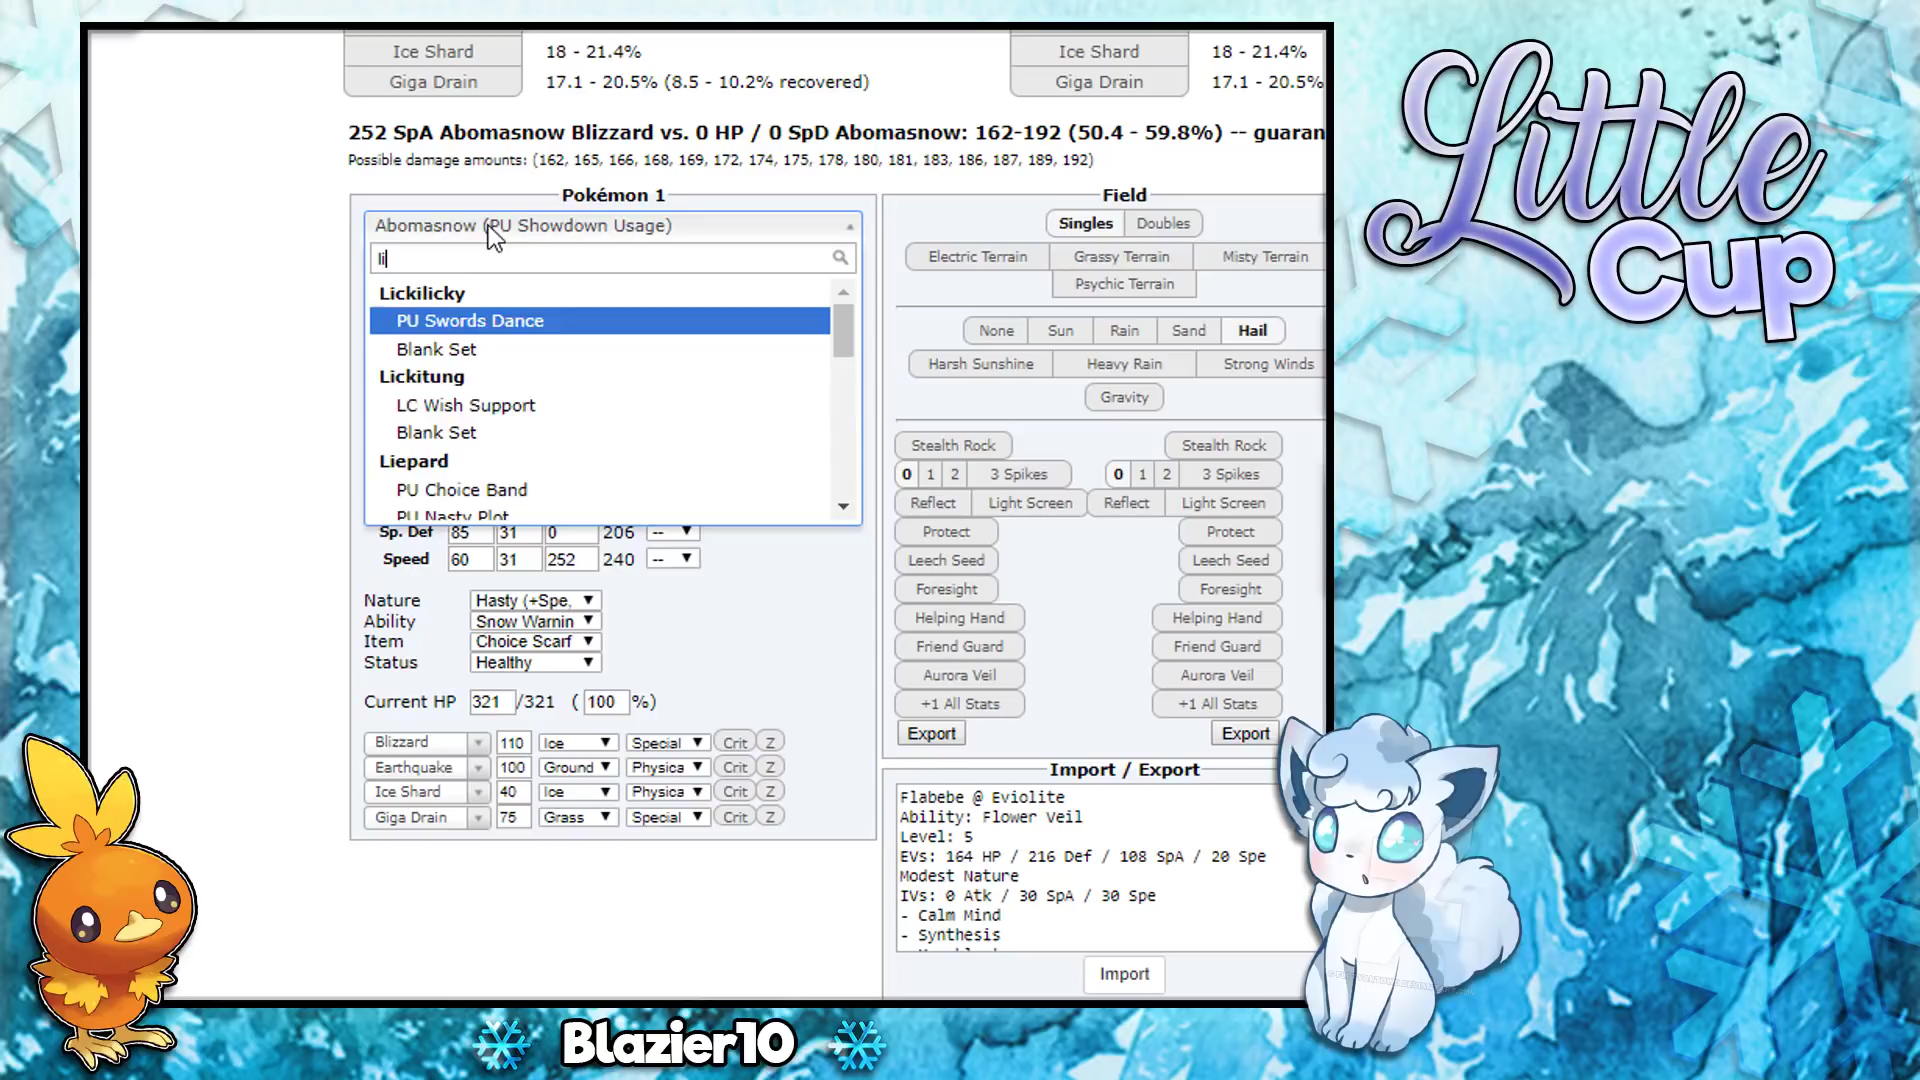 Ice Shard 18 - 21.4% Ice Shard 18 - 21.4%
Giga Drain 17.1 - 20.5% (8.5 - 10.2% recovered) Giga Drain 17.1 - 20.5%
252 SpA Abomasnow Blizzard vs. 0 HP / 0 SpD Abomasnow: 162-192 (50.4 - 59.8%) -- guaran
Possible damage amounts: (162, 165, 166, 168, 169, 172, 174, 175, 178, 180, 181, 183, 186, 187, 189, 192)
Pokémon 1
Abomasnow (PU Showdown Usage)
li
Lickilicky
PU Swords Dance
Blank Set
Lickitung
LC Wish Support
Blank Set
Liepard
PU Choice Band
PU Nasty Plot
Sp. Def 85 31 0 206 --
Speed 60 31 252 240 --
Nature Hasty (+Spe,
Ability Snow Warnin
Item Choice Scarf
Status Healthy
Current HP 321 /321 ( 100 %)
Blizzard 110 Ice Special Crit Z
Earthquake 100 Ground Physica Crit Z
Ice Shard 40 Ice Physica Crit Z
Giga Drain 75 Grass Special Crit Z
Field
Singles Doubles
Electric Terrain Grassy Terrain Misty Terrain
Psychic Terrain
None Sun Rain Sand Hail
Harsh Sunshine Heavy Rain Strong Winds
Gravity
Stealth Rock Stealth Rock
0 1 2 3 Spikes 0 1 2 3 Spikes
Reflect Light Screen Reflect Light Screen
Protect Protect
Leech Seed Leech Seed
Foresight Foresight
Helping Hand Helping Hand
Friend Guard Friend Guard
Aurora Veil Aurora Veil
+1 All Stats +1 All Stats
Export Export
Import / Export
Flabebe @ Eviolite
Ability: Flower Veil
Level: 5
EVs: 164 HP / 216 Def / 108 SpA / 20 Spe
Modest Nature
IVs: 0 Atk / 30 SpA / 30 Spe
- Calm Mind
- Synthesis
Import
Little
Cup
Blazier10